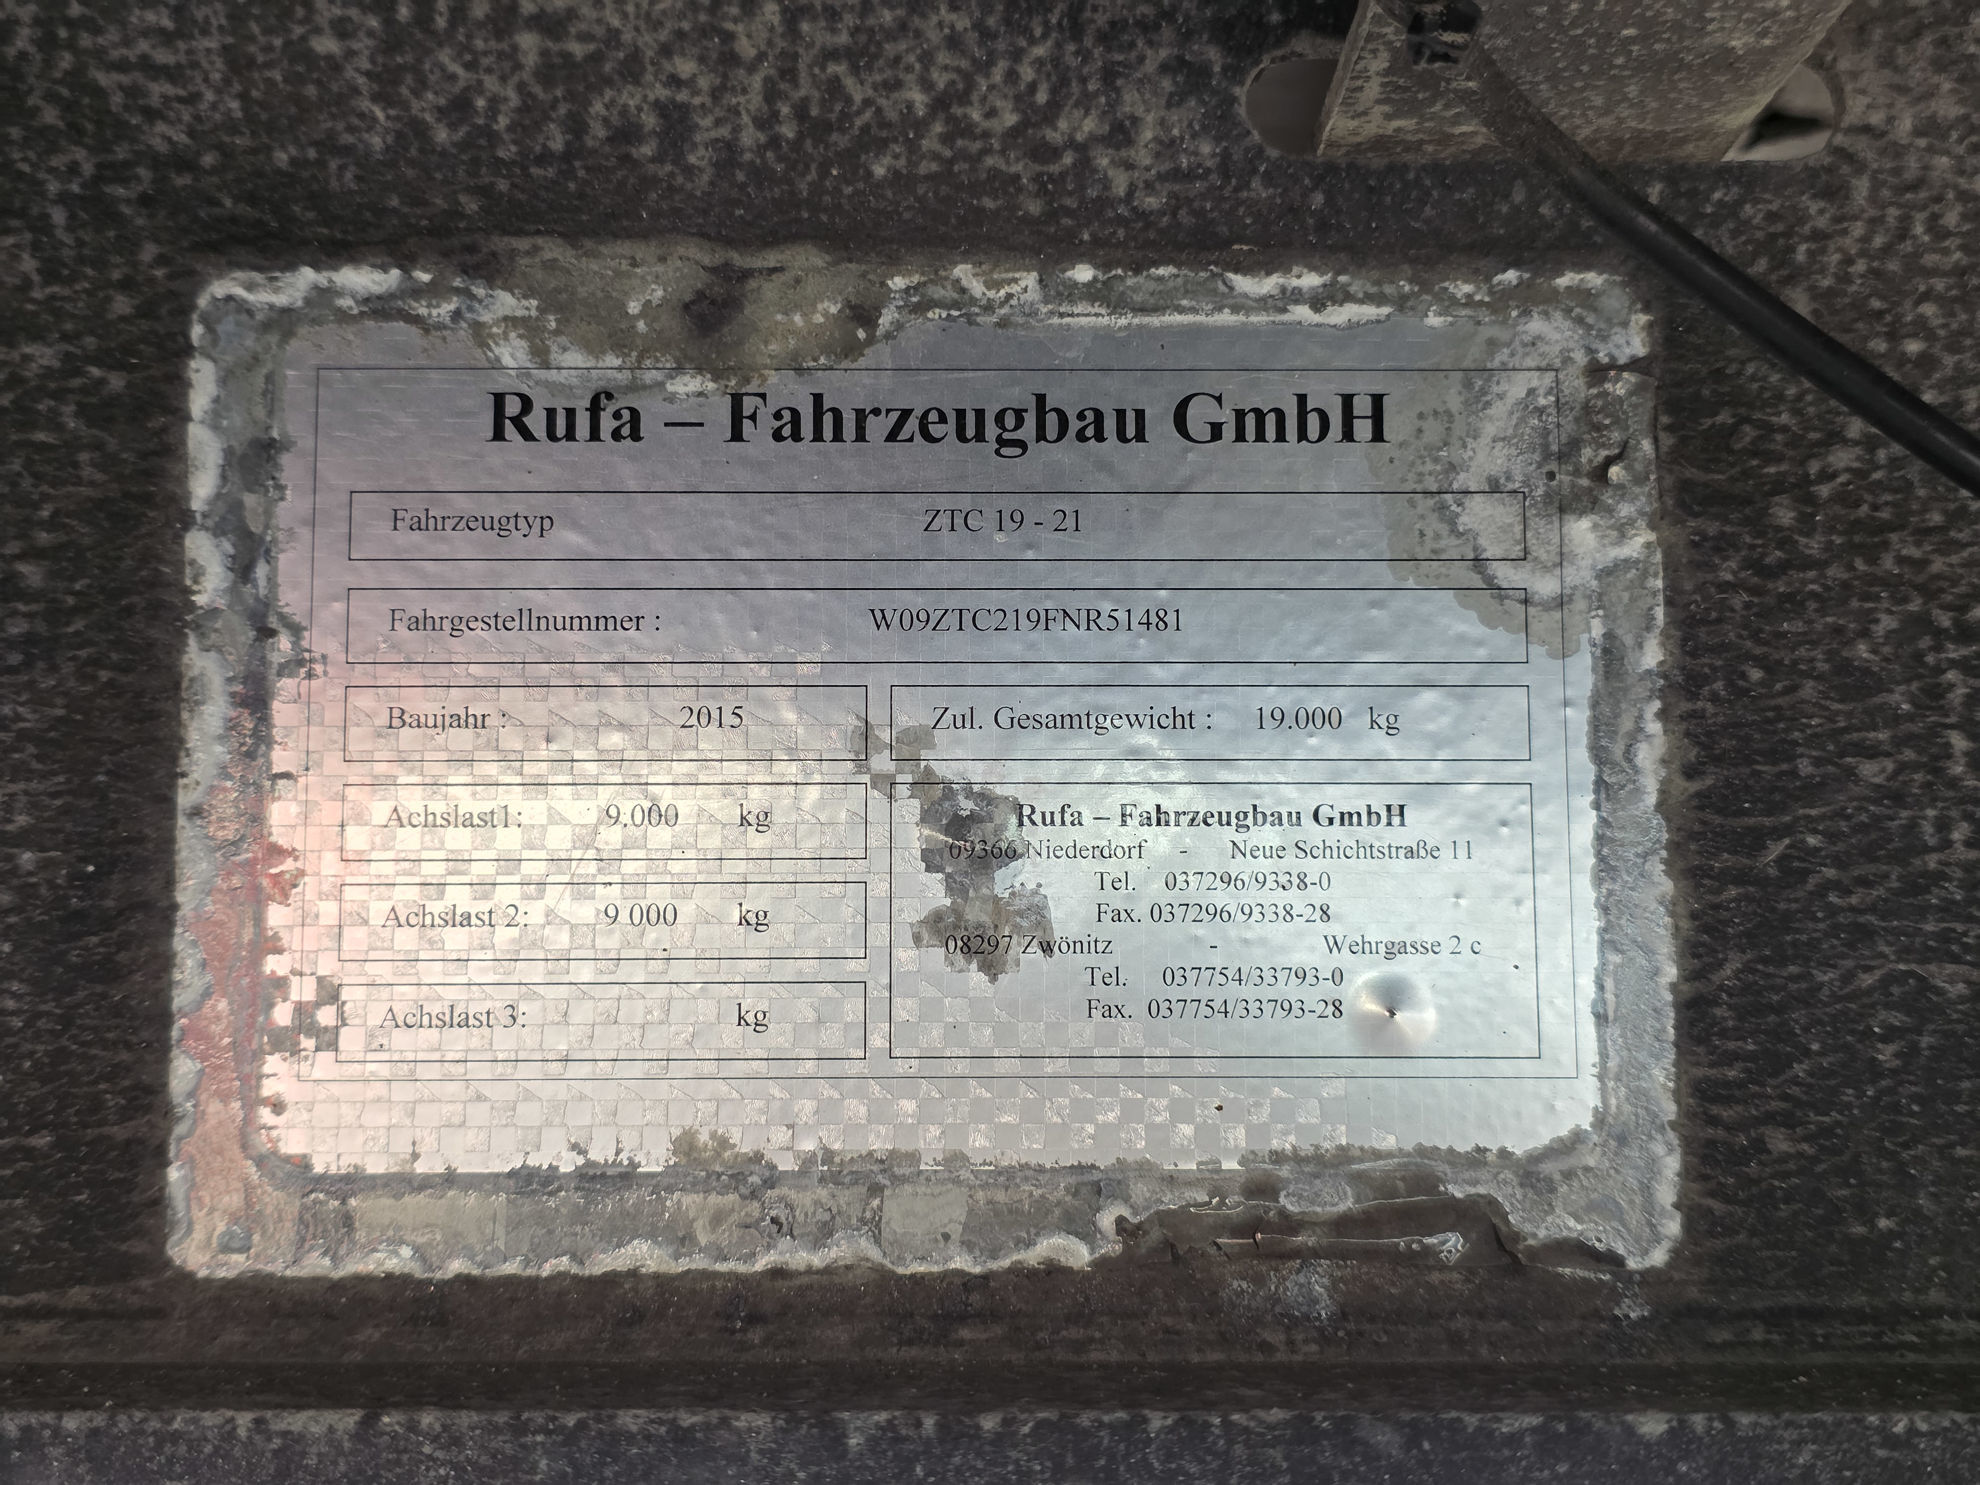 Rufa – Fahrzeugbau GmbH
Fahrzeugtyp ZTC 19 - 21
Fahrgestellnummer : W09ZTC219FNR51481
Baujahr : 2015
Zul. Gesamtgewicht : 19.000 kg
Achslast1: 9.000 kg
Achslast 2: 9 000 kg
Achslast 3: kg
Rufa – Fahrzeugbau GmbH
09366 Niederdorf - Neue Schichtstraße 11
Tel. 037296/9338-0
Fax. 037296/9338-28
08297 Zwönitz - Wehrgasse 2 c
Tel. 037754/33793-0
Fax. 037754/33793-28